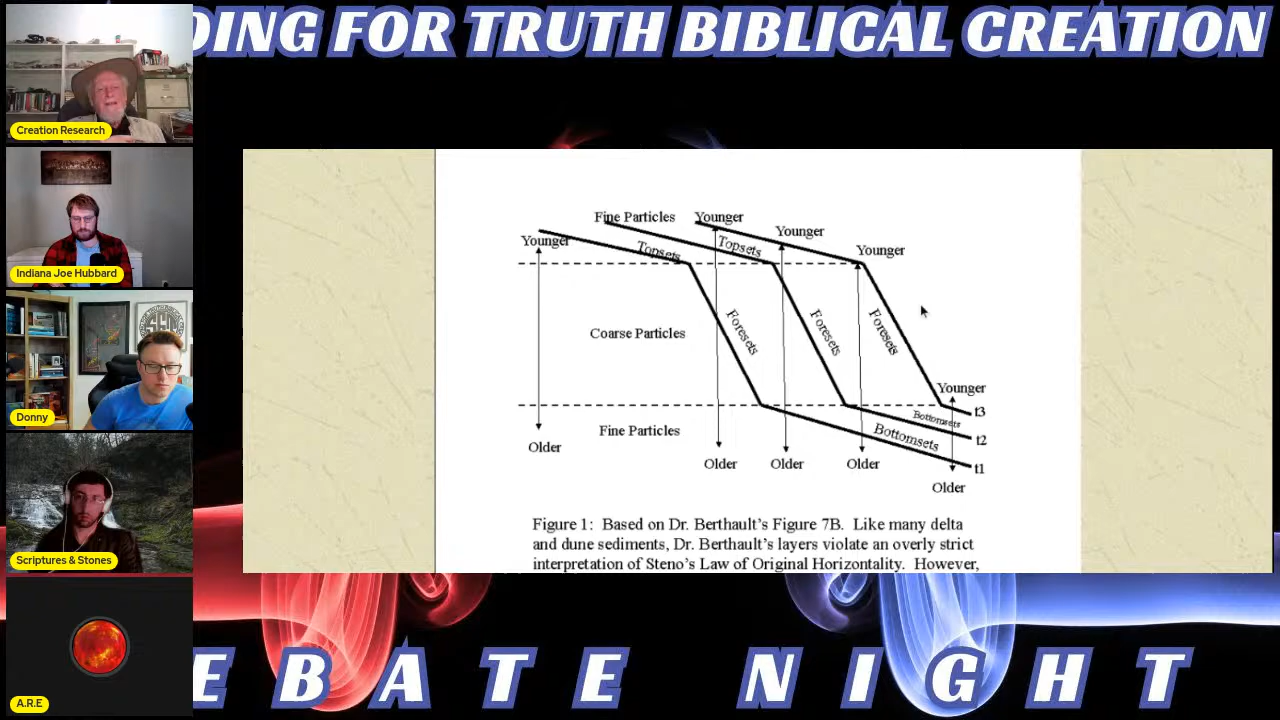 DING FOR TRUTH BIBLICAL CREATION
Creation Research
Indiana Joe Hubbard
Donny
Scriptures & Stones
A.R.E
Fine Particles
Younger
Younger
Younger
Younger
Topsets
Topsets
Foresets
Foresets
Foresets
Coarse Particles
Younger
Bottomsets
t3
Fine Particles
Bottomsets
t2
Older
Older
Older
Older
t1
Older
Figure 1: Based on Dr. Berthault's Figure 7B. Like many delta
and dune sediments, Dr. Berthault's layers violate an overly strict
interpretation of Steno's Law of Original Horizontality. However,
EBATE NIGHT